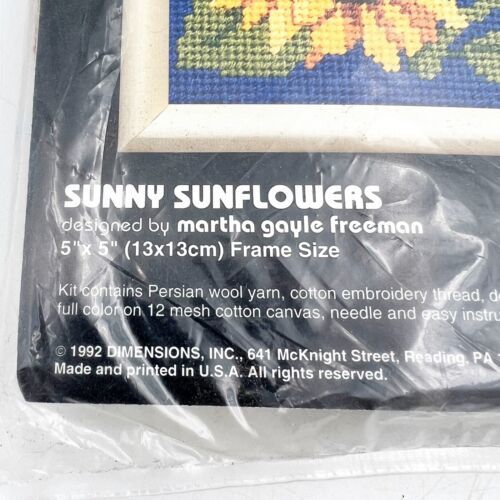 SUNNY SUNFLOWERS
designed by martha gayle freeman
5" x 5" (13x13cm) Frame Size
Kit contains Persian wool yarn, cotton embroidery thread,
full color on 12 mesh cotton canvas, needle and easy
© 1992 DIMENSIONS, INC., 641 McKnight Street, Reading, PA
Made and printed in U.S.A. All rights reserved.